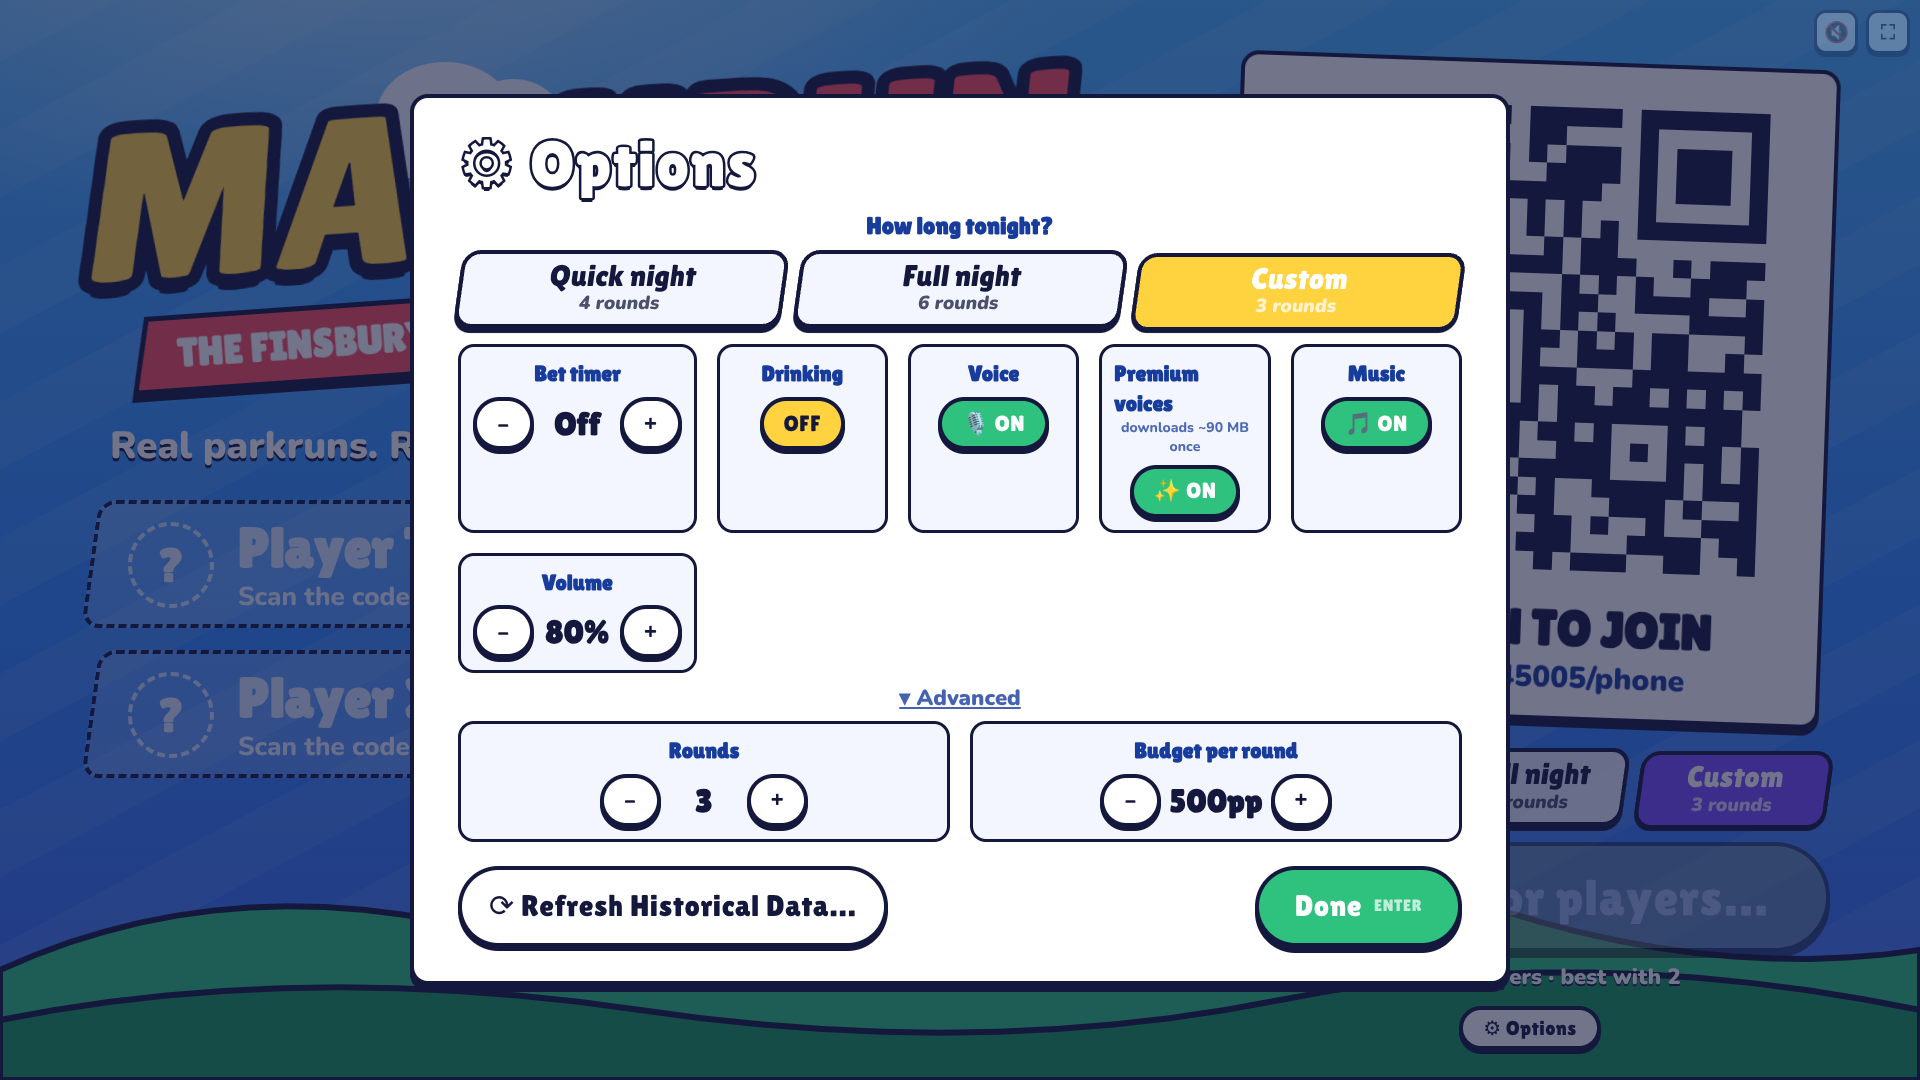 MA
THE FINSBURY
Real parkruns. R
? Player
Scan the code
? Player
Scan the code
⚙ Options
How long tonight?
Quick night
4 rounds
Full night
6 rounds
Custom
3 rounds
Bet timer
– Off +
Drinking
OFF
Voice
🎙️ ON
Premium
voices
downloads ~90 MB
once
✨ ON
Music
🎵 ON
Volume
– 80% +
▾ Advanced
Rounds
– 3 +
Budget per round
– 500pp +
⟳ Refresh Historical Data...
Done ENTER
TO JOIN
45005/phone
night
rounds
Custom
3 rounds
or players...
ers · best with 2
⚙ Options